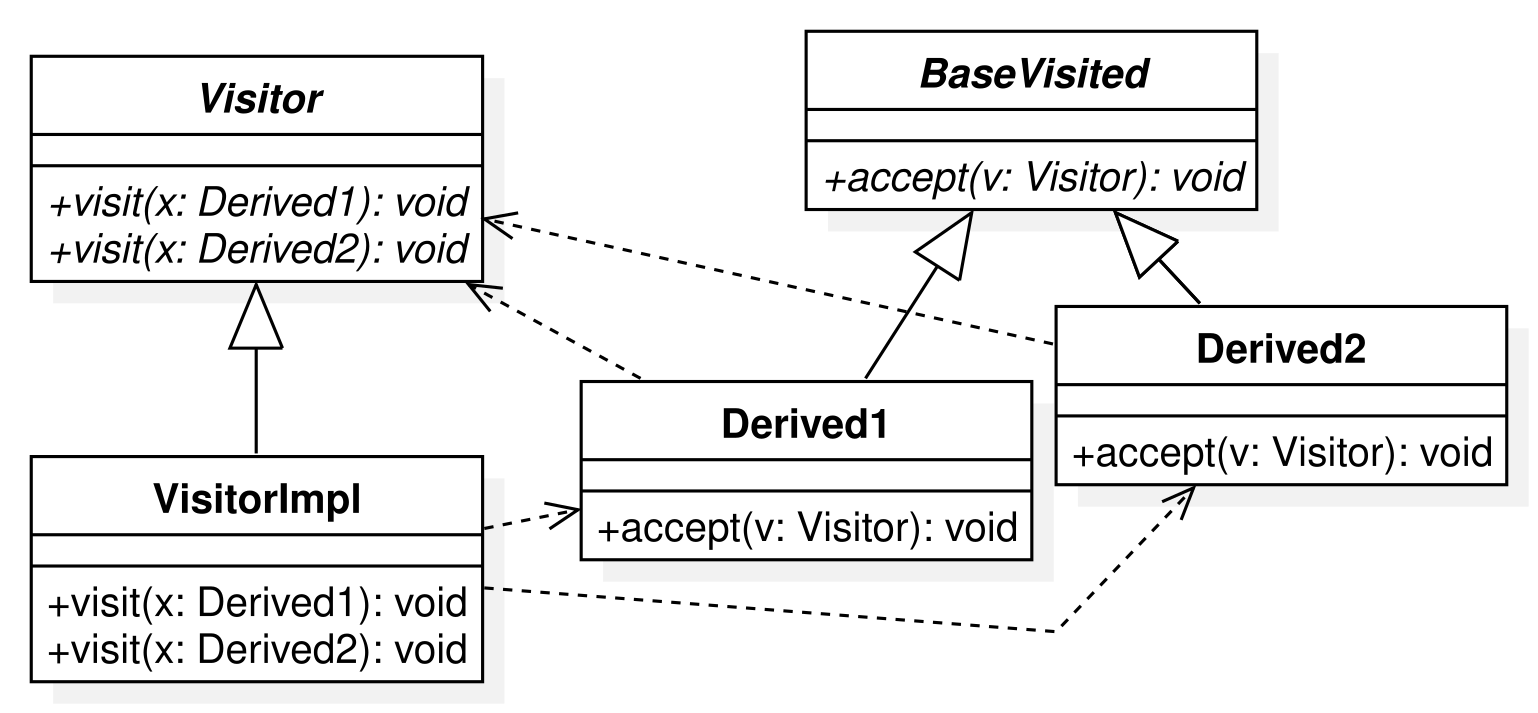 Visitor
+visit(x: Derived1): void
+visit(x: Derived2): void
BaseVisited
+accept(v: Visitor): void
Derived2
+accept(v: Visitor): void
Derived1
+accept(v: Visitor): void
VisitorImpl
+visit(x: Derived1): void
+visit(x: Derived2): void